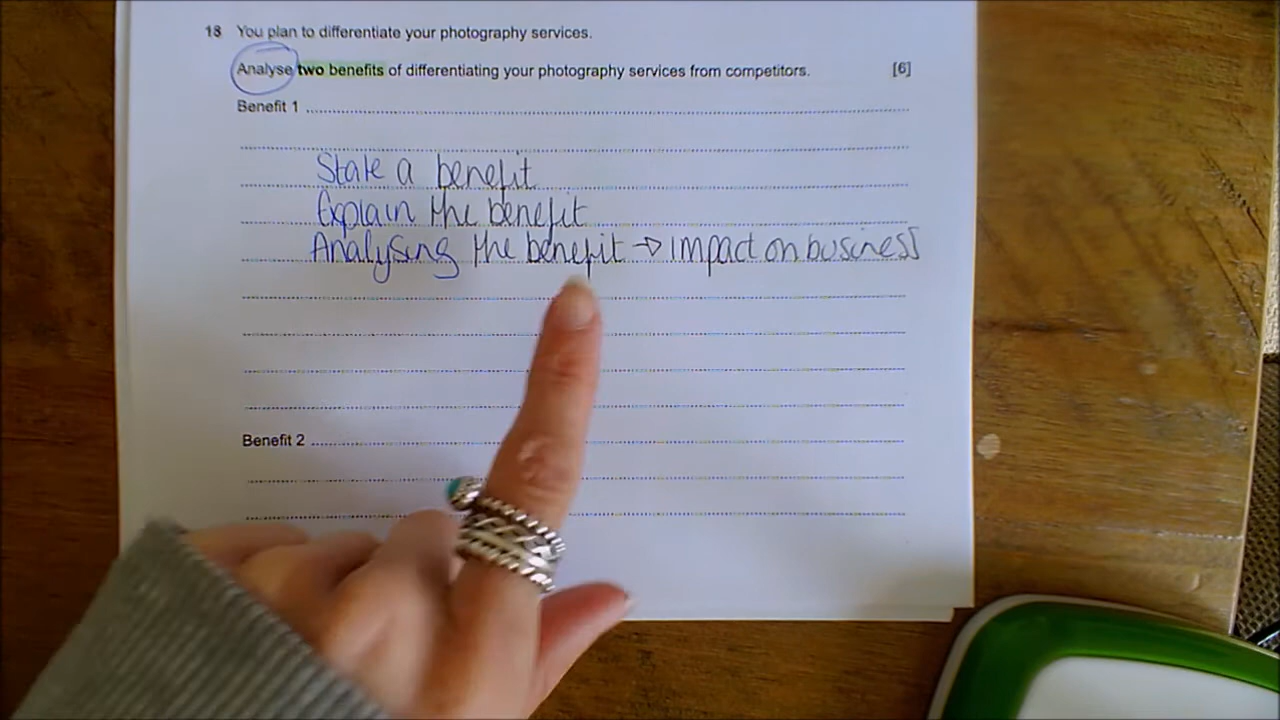 18 You plan to differentiate your photography services.
Analyse two benefits of differentiating your photography services from competitors. [6]
Benefit 1
State a benefit
Explain the benefit
Analysing the benefit → impact on business
Benefit 2